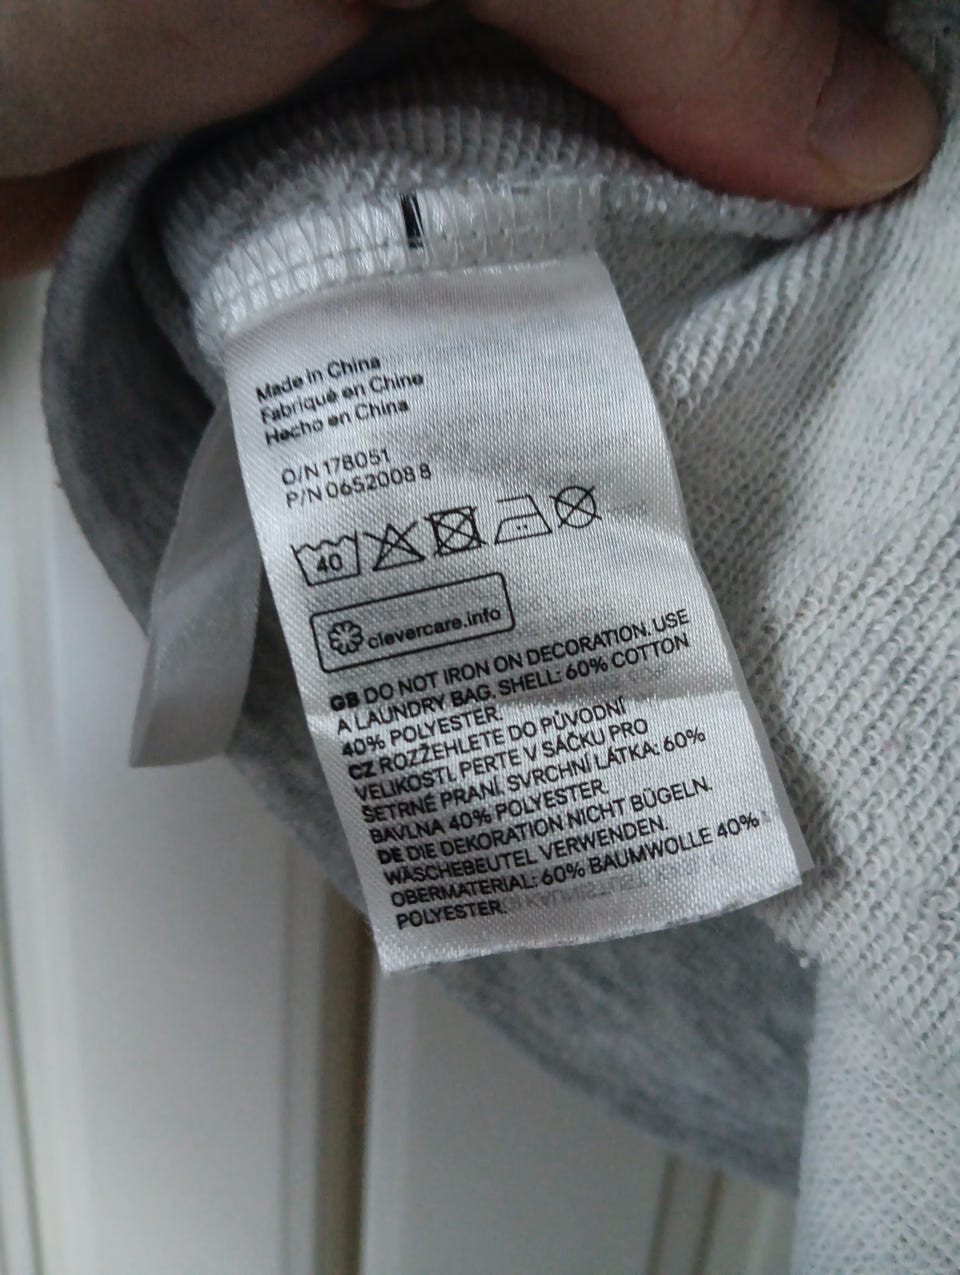 Made in China
Fabriqué en Chine
Hecho en China
O/N 178051
P/N 0652008 8
40
clevercare.info
GB DO NOT IRON ON DECORATION. USE
A LAUNDRY BAG. SHELL: 60% COTTON
40% POLYESTER.
CZ ROZŽEHLETE DO PŮVODNÍ
VELIKOSTI. PERTE V SÁČKU PRO
ŠETRNÉ PRANÍ. SVRCHNÍ LÁTKA: 60%
BAVLNA 40% POLYESTER.
DE DIE DEKORATION NICHT BÜGELN.
WÄSCHEBEUTEL VERWENDEN.
OBERMATERIAL: 60% BAUMWOLLE 40%
POLYESTER.